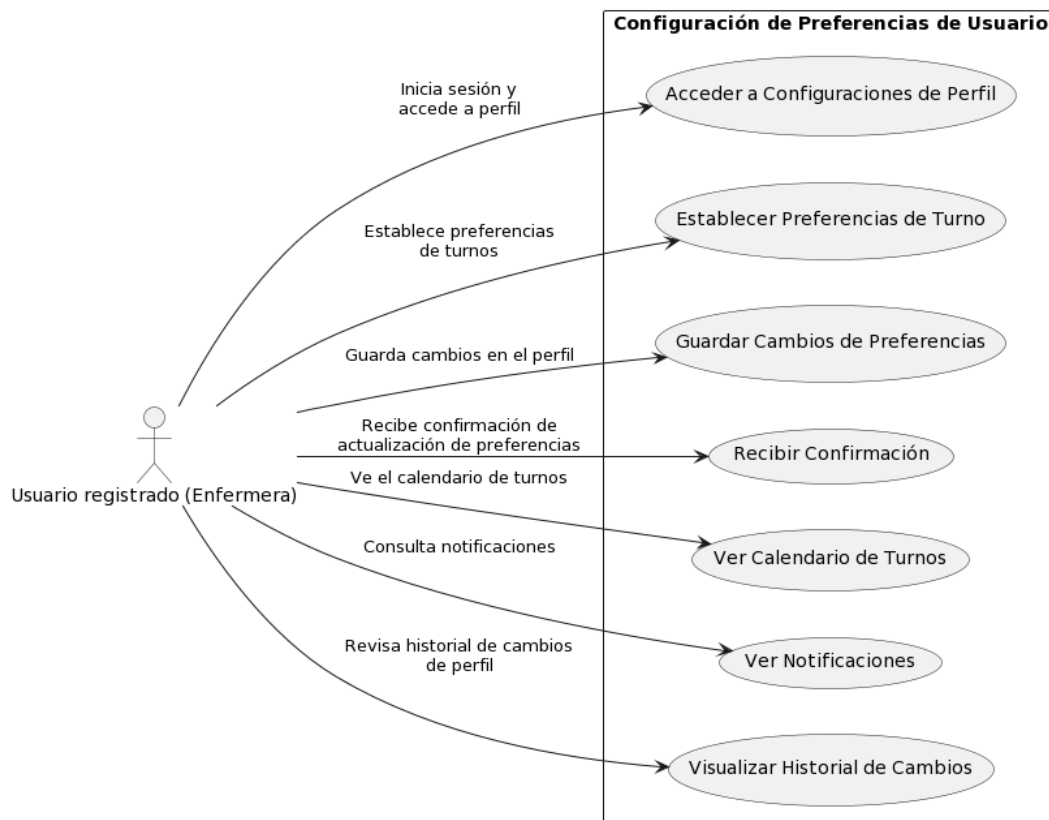 Configuración de Preferencias de Usuario
Inicia sesión y
accede a perfil
Acceder a Configuraciones de Perfil
Establece preferencias
de turnos
Establecer Preferencias de Turno
Guarda cambios en el perfil
Guardar Cambios de Preferencias
Recibe confirmación de
actualización de preferencias
Recibir Confirmación
Usuario registrado (Enfermera)
Ve el calendario de turnos
Ver Calendario de Turnos
Consulta notificaciones
Ver Notificaciones
Revisa historial de cambios
de perfil
Visualizar Historial de Cambios